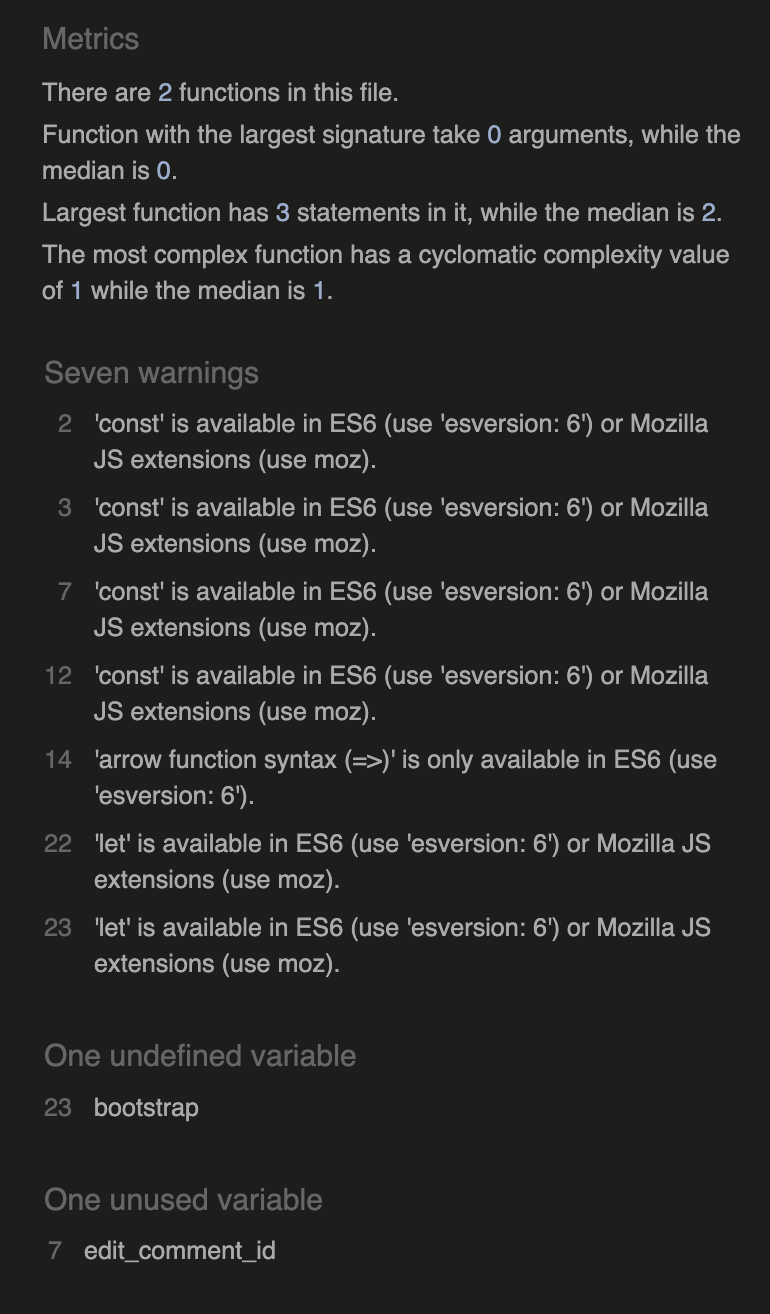 Metrics
There are 2 functions in this file.
Function with the largest signature take 0 arguments, while the
median is 0.
Largest function has 3 statements in it, while the median is 2.
The most complex function has a cyclomatic complexity value
of 1 while the median is 1.
Seven warnings
2 'const' is available in ES6 (use 'esversion: 6') or Mozilla
JS extensions (use moz).
3 'const' is available in ES6 (use 'esversion: 6') or Mozilla
JS extensions (use moz).
7 'const' is available in ES6 (use 'esversion: 6') or Mozilla
JS extensions (use moz).
12 'const' is available in ES6 (use 'esversion: 6') or Mozilla
JS extensions (use moz).
14 'arrow function syntax (=>)' is only available in ES6 (use
'esversion: 6').
22 'let' is available in ES6 (use 'esversion: 6') or Mozilla JS
extensions (use moz).
23 'let' is available in ES6 (use 'esversion: 6') or Mozilla JS
extensions (use moz).
One undefined variable
23 bootstrap
One unused variable
7 edit_comment_id